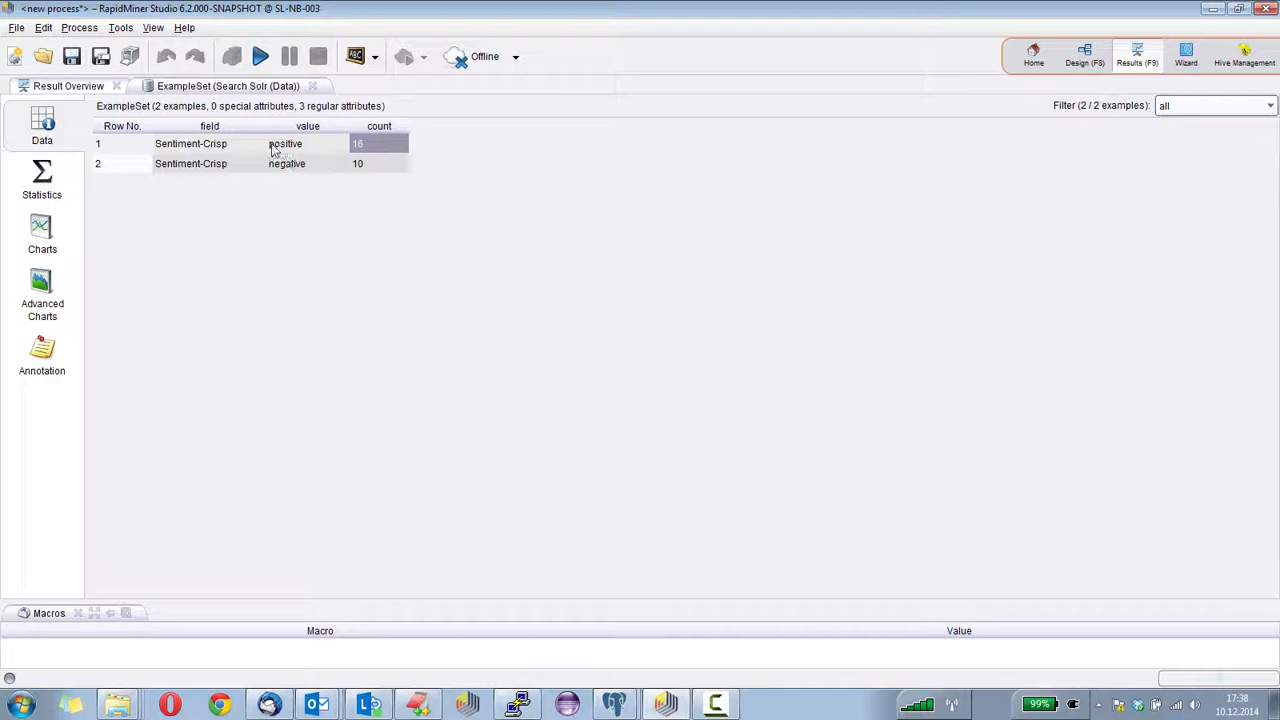 <new process*> – RapidMiner Studio 6.2.000-SNAPSHOT @ SL-NB-003
File Edit Process Tools View Help
Offline
Home Design (F8) Results (F9) Wizard Hive Management
Result Overview ExampleSet (Search Solr (Data))
ExampleSet (2 examples, 0 special attributes, 3 regular attributes)
Filter (2 / 2 examples): all
Data
Statistics
Charts
Advanced
Charts
Annotation
Row No. field value count
1 Sentiment-Crisp positive 16
2 Sentiment-Crisp negative 10
Macros
Macro Value
99%
17:38
10.12.2014